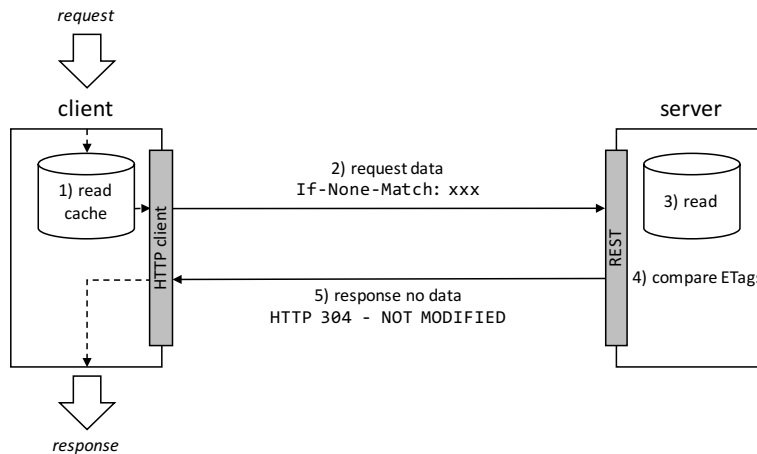 request
client
server
1) read
cache
HTTP client
2) request data
If-None-Match: xxx
REST
3) read
4) compare ETags
5) response no data
HTTP 304 - NOT MODIFIED
response